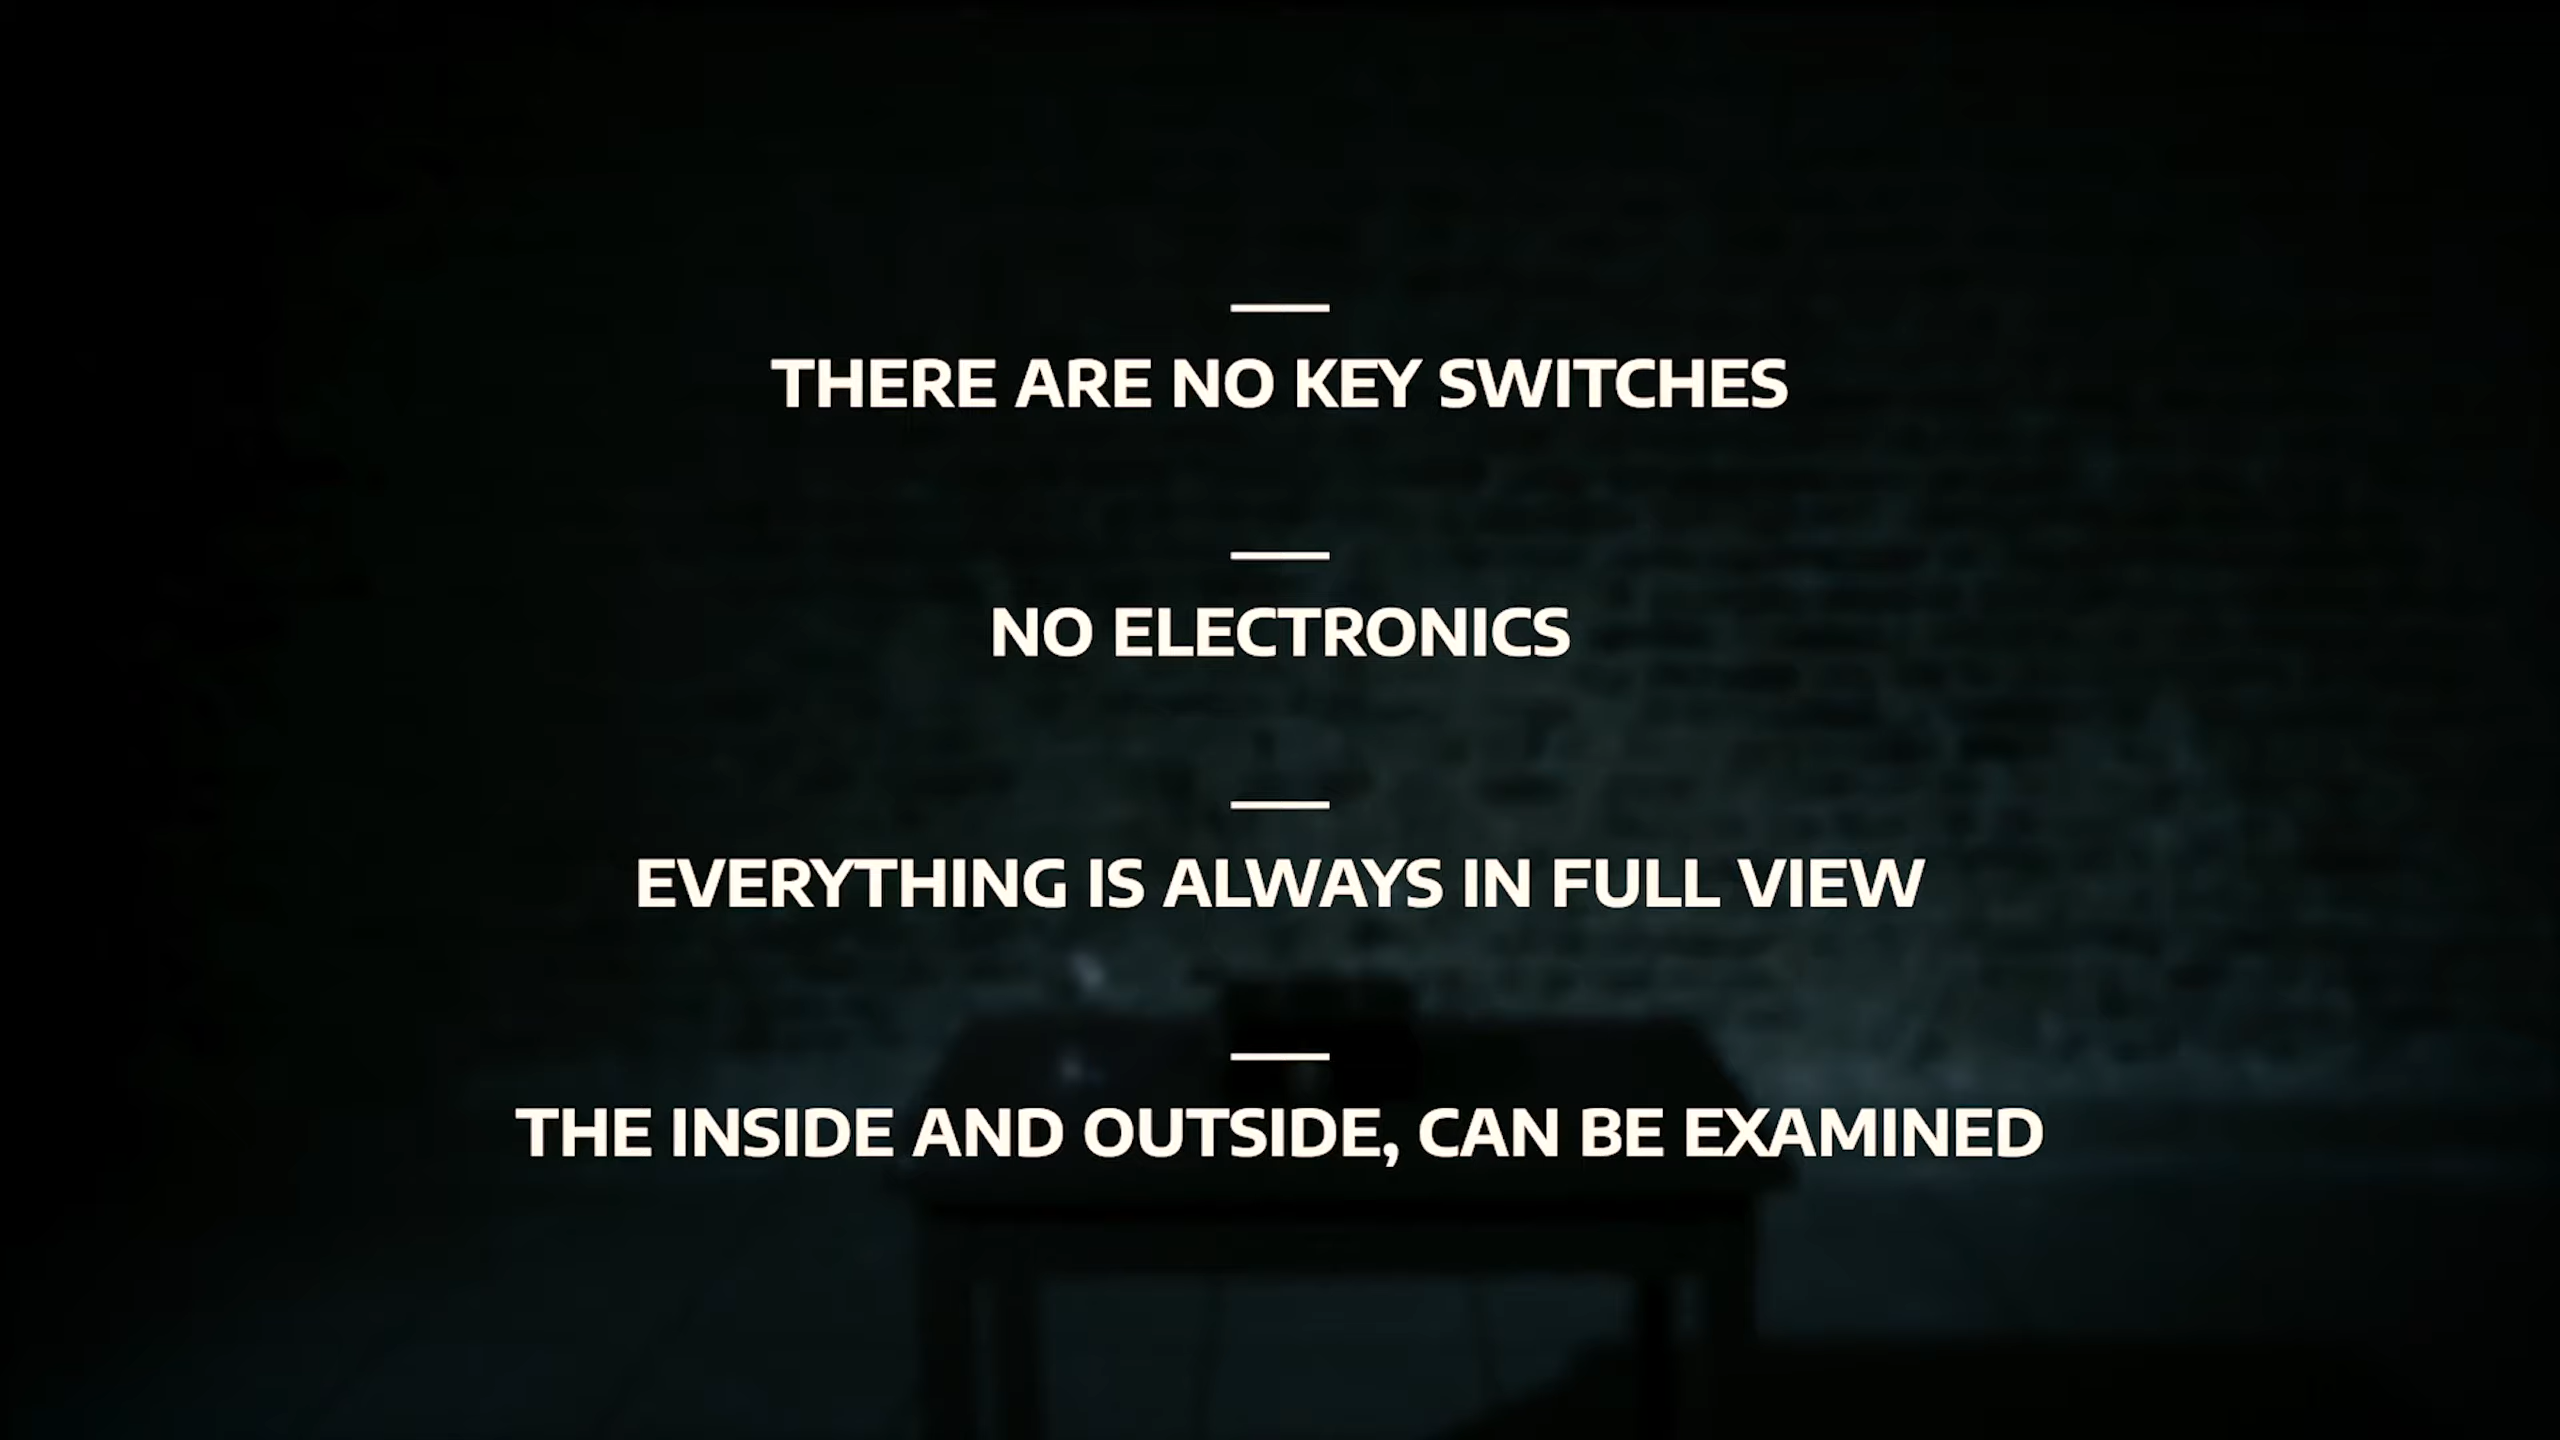 THERE ARE NO KEY SWITCHES
NO ELECTRONICS
EVERYTHING IS ALWAYS IN FULL VIEW
THE INSIDE AND OUTSIDE, CAN BE EXAMINED